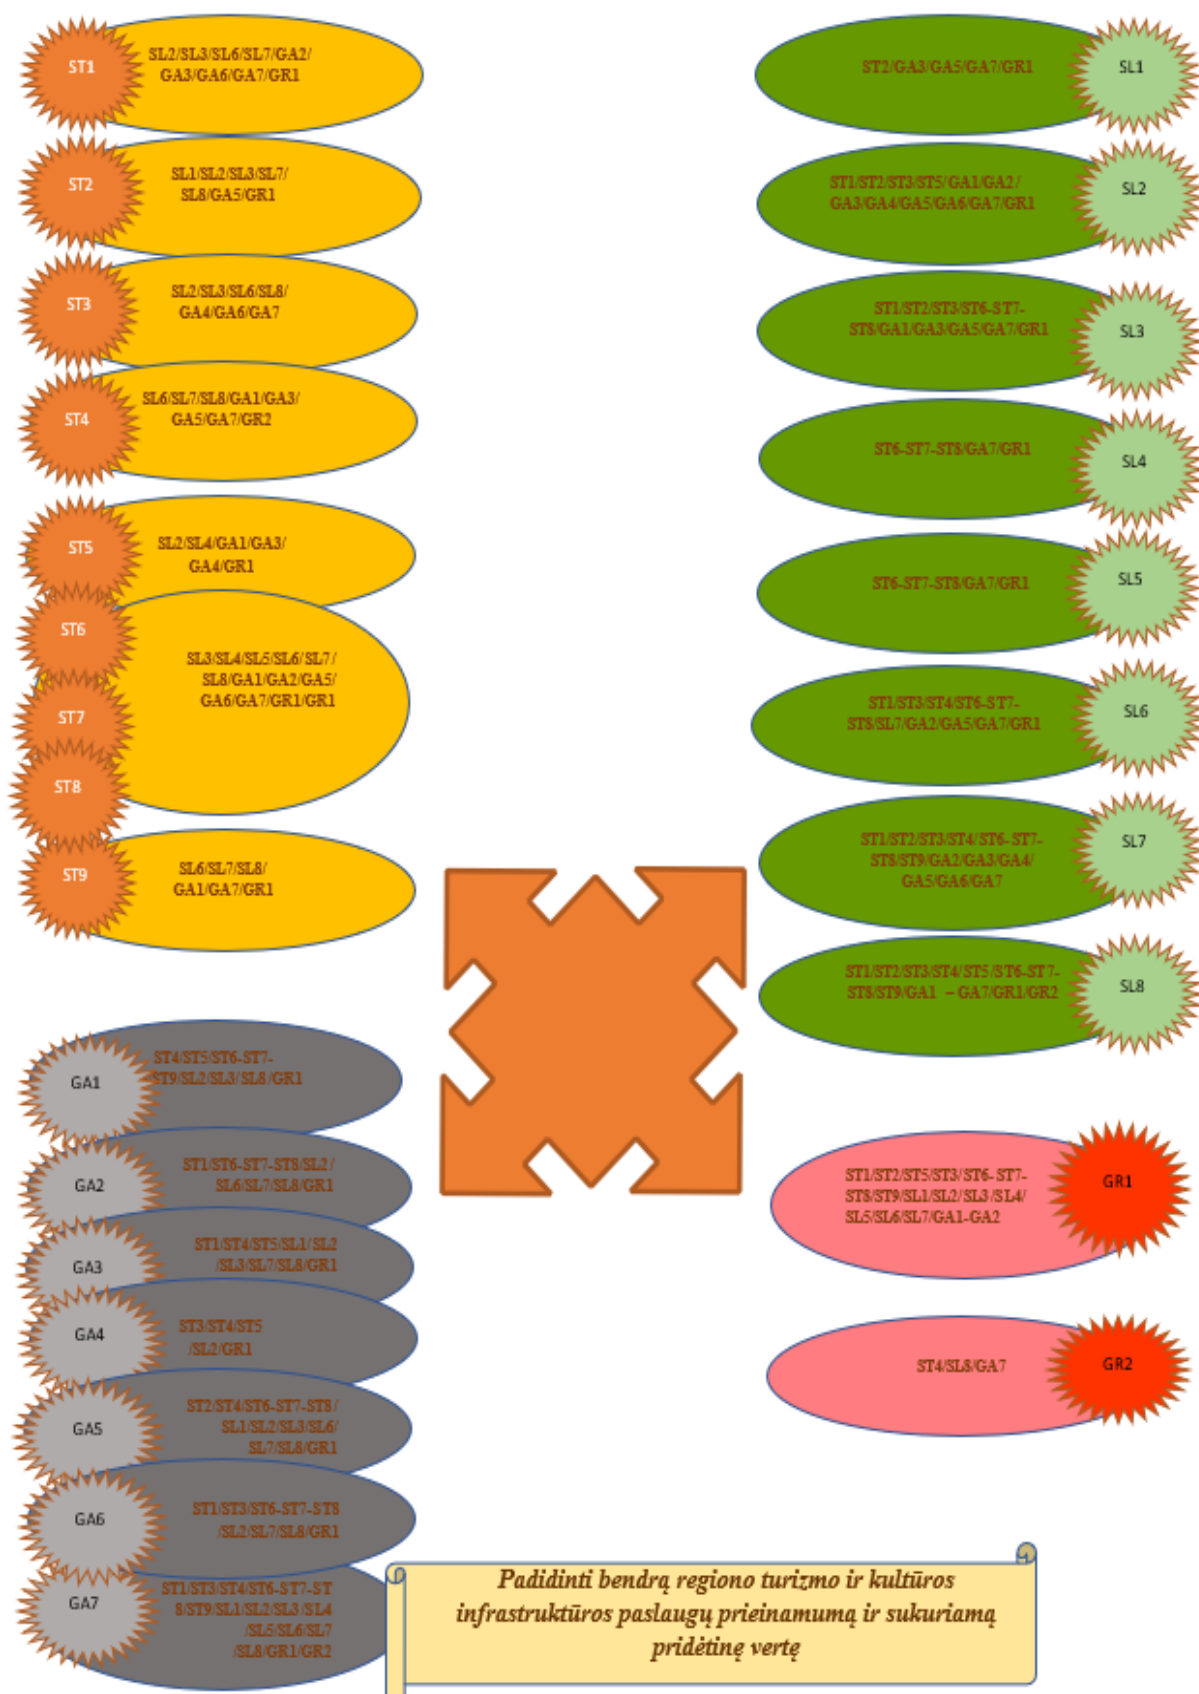 ST1
SL2/SL3/SL6/SL7/GA2/
GA3/GA6/GA7/GR1
ST2
SL1/SL2/SL3/SL7/
SL8/GA5/GR1
ST3
SL2/SL3/SL6/SL8/
GA4/GA6/GA7
ST4
SL6/SL7/SL8/GA1/GA3/
GA5/GA7/GR2
ST5
SL2/SL4/GA1/GA3/
GA4/GR1
ST6
ST7
ST8
SL3/SL4/SL5/SL6/SL7/
SL8/GA1/GA2/GA5/
GA6/GA7/GR1/GR1
ST9
SL6/SL7/SL8/
GA1/GA7/GR1
ST2/GA3/GA5/GA7/GR1
SL1
ST1/ST2/ST3/ST5/GA1/GA2/
GA3/GA4/GA5/GA6/GA7/GR1
SL2
ST1/ST2/ST3/ST6-ST7-
ST8/GA1/GA3/GA5/GA7/GR1
SL3
ST6-ST7-ST8/GA7/GR1
SL4
ST6-ST7-ST8/GA7/GR1
SL5
ST1/ST3/ST4/ST6-ST7-
ST8/SL7/GA2/GA5/GA7/GR1
SL6
ST1/ST2/ST3/ST4/ST6-ST7-
ST8/ST9/GA2/GA3/GA4/
GA5/GA6/GA7
SL7
ST1/ST2/ST3/ST4/ST5/ST6-ST7-
ST8/ST9/GA1 – GA7/GR1/GR2
SL8
GA1
ST4/ST5/ST6-ST7-
/ST9/SL2/SL3/SL8/GR1
GA2
ST1/ST6-ST7-ST8/SL2/
SL6/SL7/SL8/GR1
GA3
ST1/ST4/ST5/SL1/SL2
/SL3/SL7/SL8/GR1
GA4
ST3/ST4/ST5
/SL2/GR1
GA5
ST2/ST4/ST6-ST7-ST8/
SL1/SL2/SL3/SL6/
SL7/SL8/GR1
GA6
ST1/ST3/ST6-ST7-ST8
/SL2/SL7/SL8/GR1
GA7
ST1/ST3/ST4/ST6-ST7-ST
8/ST9/SL1/SL2/SL3/SL4
/SL5/SL6/SL7
/SL8/GR1/GR2
ST1/ST2/ST5/ST3/ST6-ST7-
ST8/ST9/SL1/SL2/SL3/SL4/
SL5/SL6/SL7/GA1-GA2
GR1
ST4/SL8/GA7
GR2
Padidinti bendrą regiono turizmo ir kultūros
infrastruktūros paslaugų prieinamumą ir sukuriamą
pridėtinę vertę